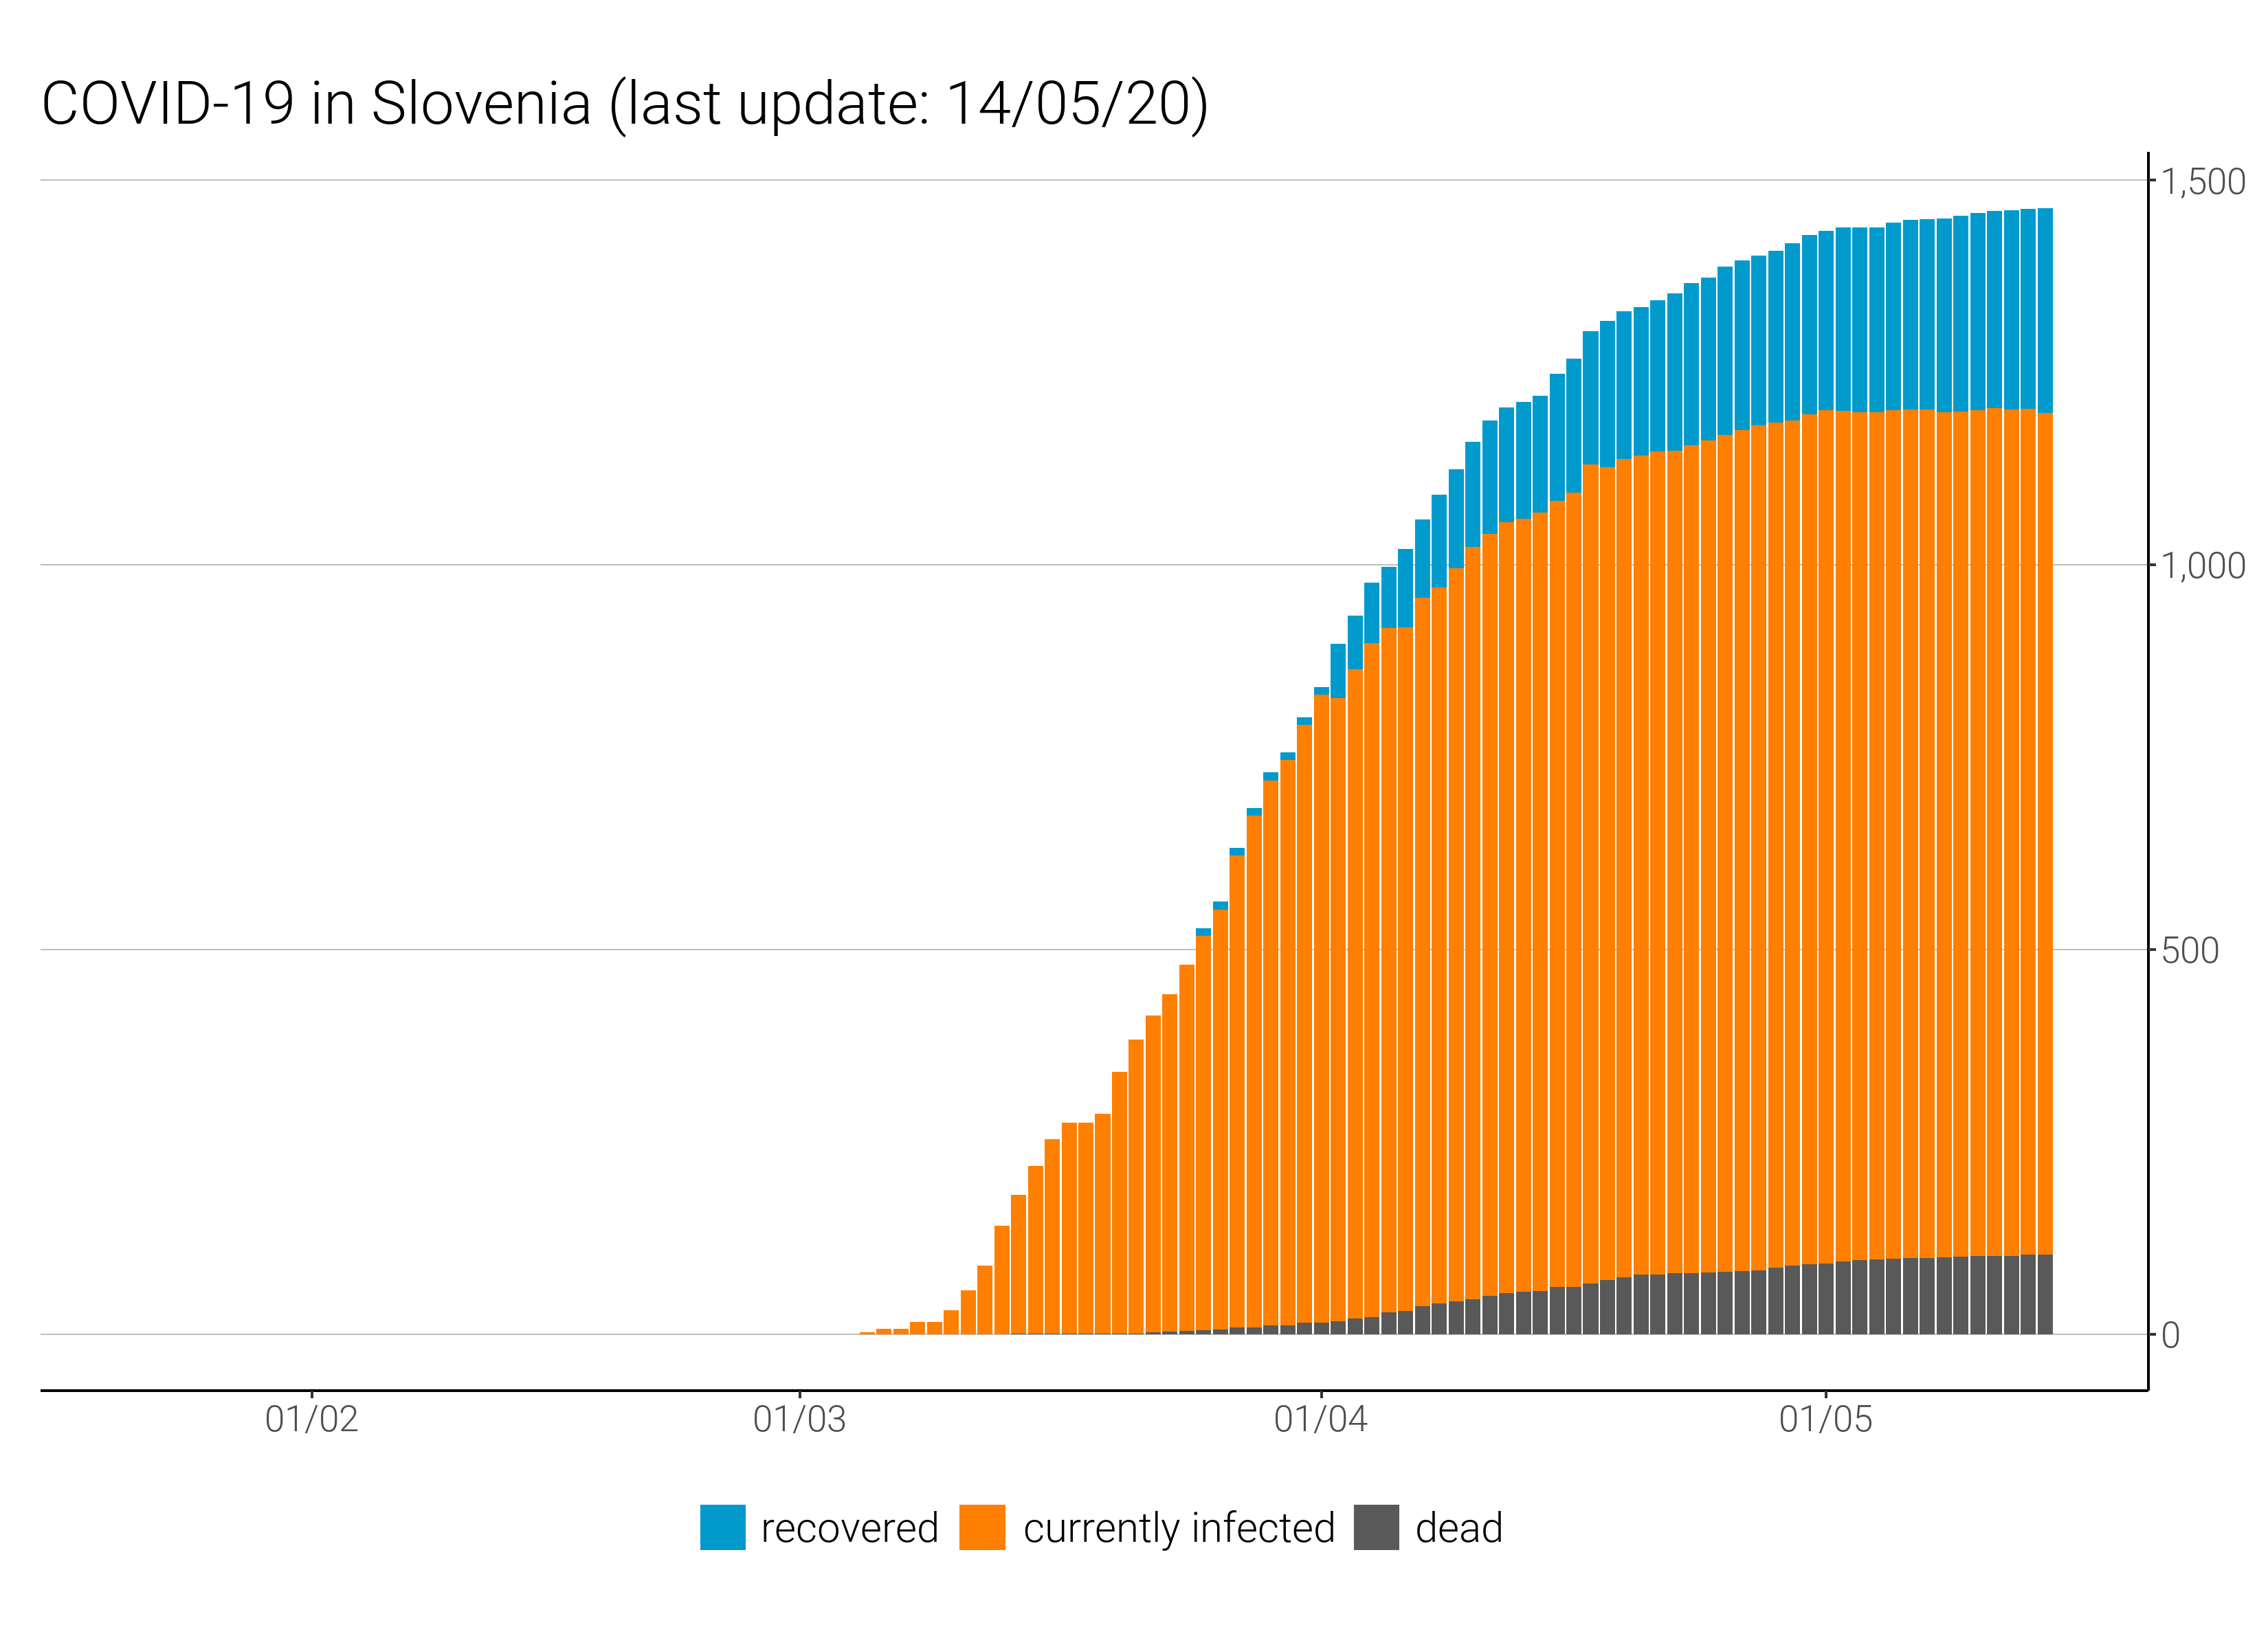 COVID-19 in Slovenia (last update: 14/05/20)
1,500
1,000
500
0
01/02 01/03 01/04 01/05
recovered currently infected dead